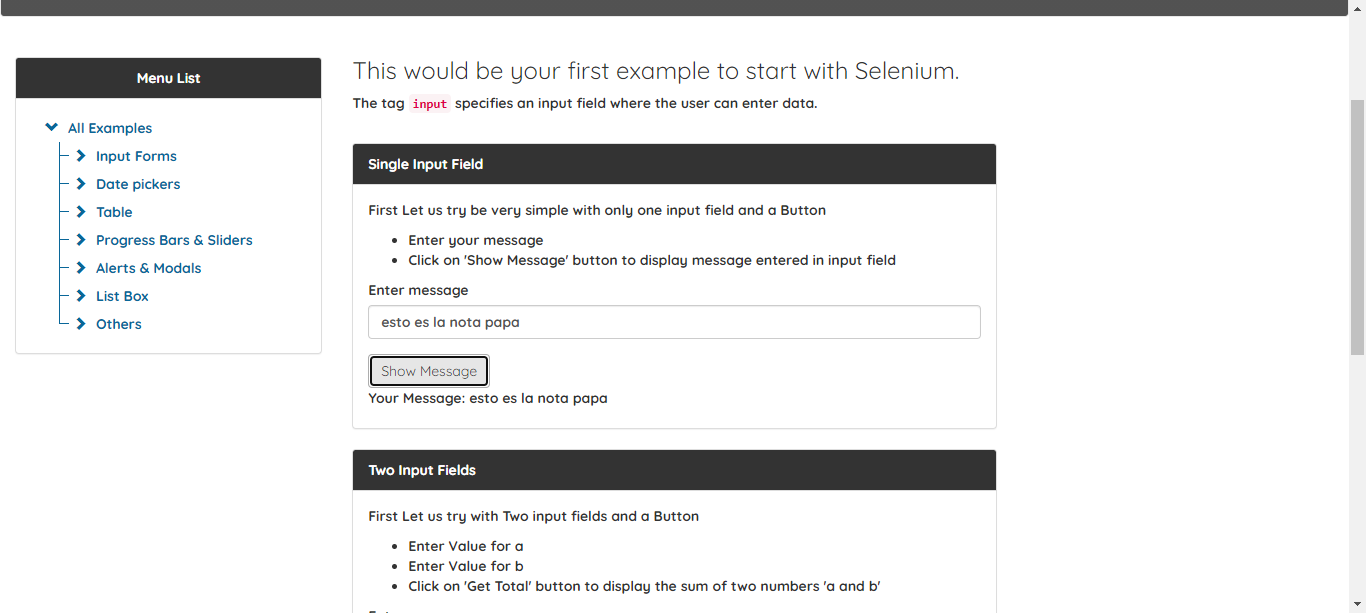 Menu List
All Examples
Input Forms
Date pickers
Table
Progress Bars & Sliders
Alerts & Modals
List Box
Others
This would be your first example to start with Selenium.
The tag input specifies an input field where the user can enter data.
Single Input Field
First Let us try be very simple with only one input field and a Button
Enter your message
Click on 'Show Message' button to display message entered in input field
Enter message
esto es la nota papa
Show Message
Your Message: esto es la nota papa
Two Input Fields
First Let us try with Two input fields and a Button
Enter Value for a
Enter Value for b
Click on 'Get Total' button to display the sum of two numbers 'a and b'